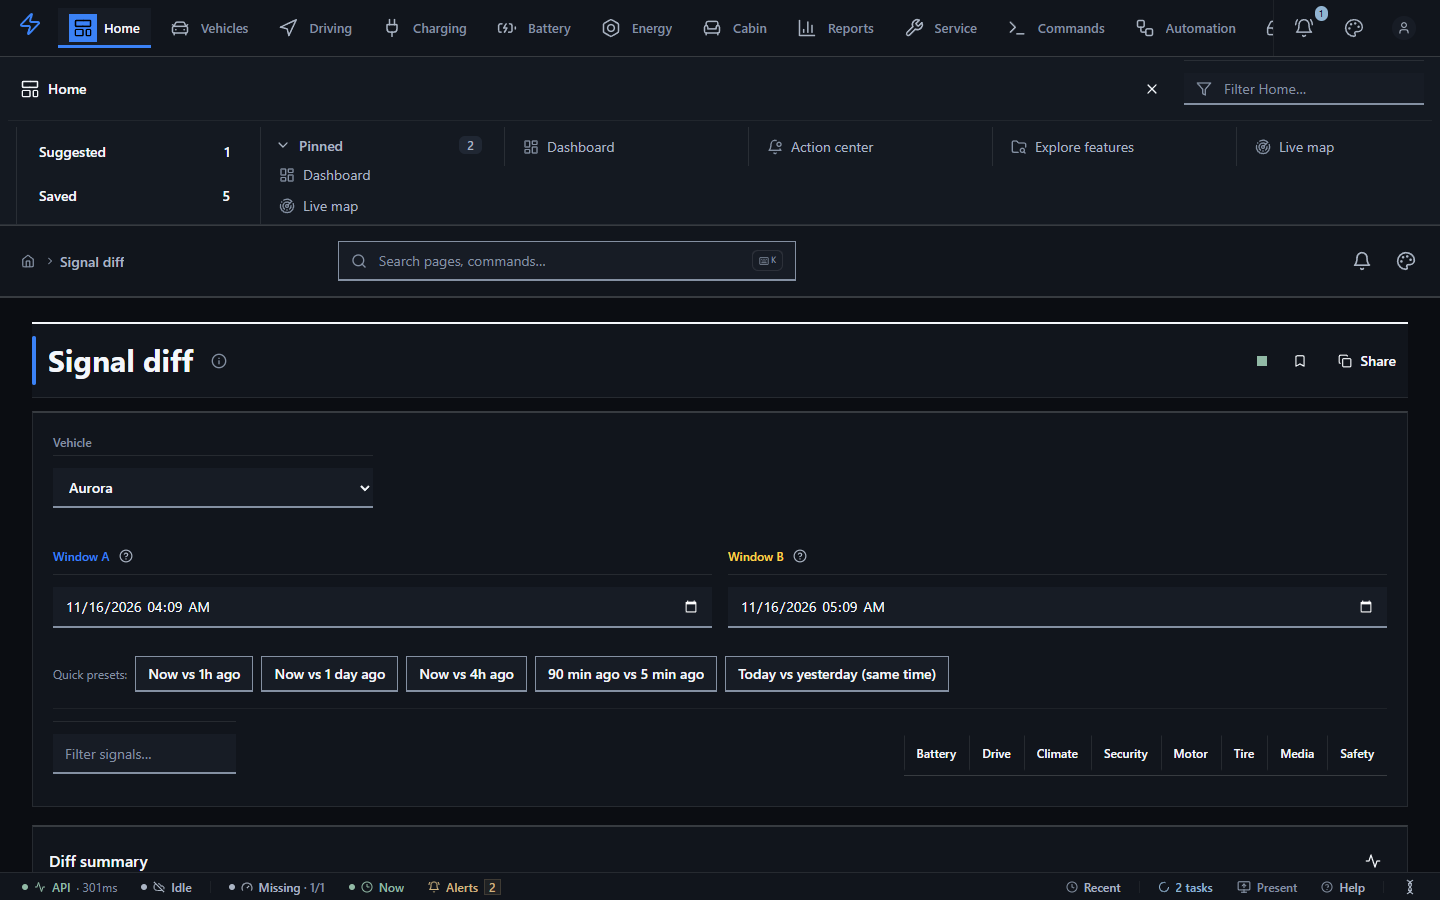 Home Vehicles Driving Charging Battery Energy Cabin Reports Service Commands Automation 1
Home
Filter Home...
Suggested 1
Saved 5
Pinned 2
Dashboard
Live map
Dashboard
Action center
Explore features
Live map
Signal diff
Search pages, commands... K
Signal diff
Share
Vehicle
Aurora
Window A
11/16/2026 04:09 AM
Window B
11/16/2026 05:09 AM
Quick presets: Now vs 1h ago Now vs 1 day ago Now vs 4h ago 90 min ago vs 5 min ago Today vs yesterday (same time)
Filter signals...
Battery Drive Climate Security Motor Tire Media Safety
Diff summary
API · 301ms Idle Missing · 1/1 Now Alerts 2 Recent 2 tasks Present Help